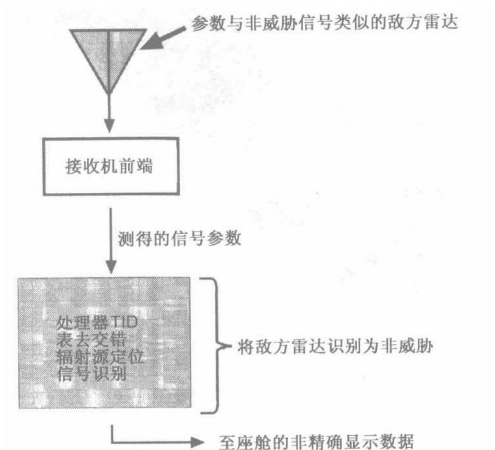 参数与非威胁信号类似的敌方雷达
接收机前端
测得的信号参数
处理器TID
表去交错
辐射源定位
信号识别
将敌方雷达识别为非威胁
至座舱的非精确显示数据